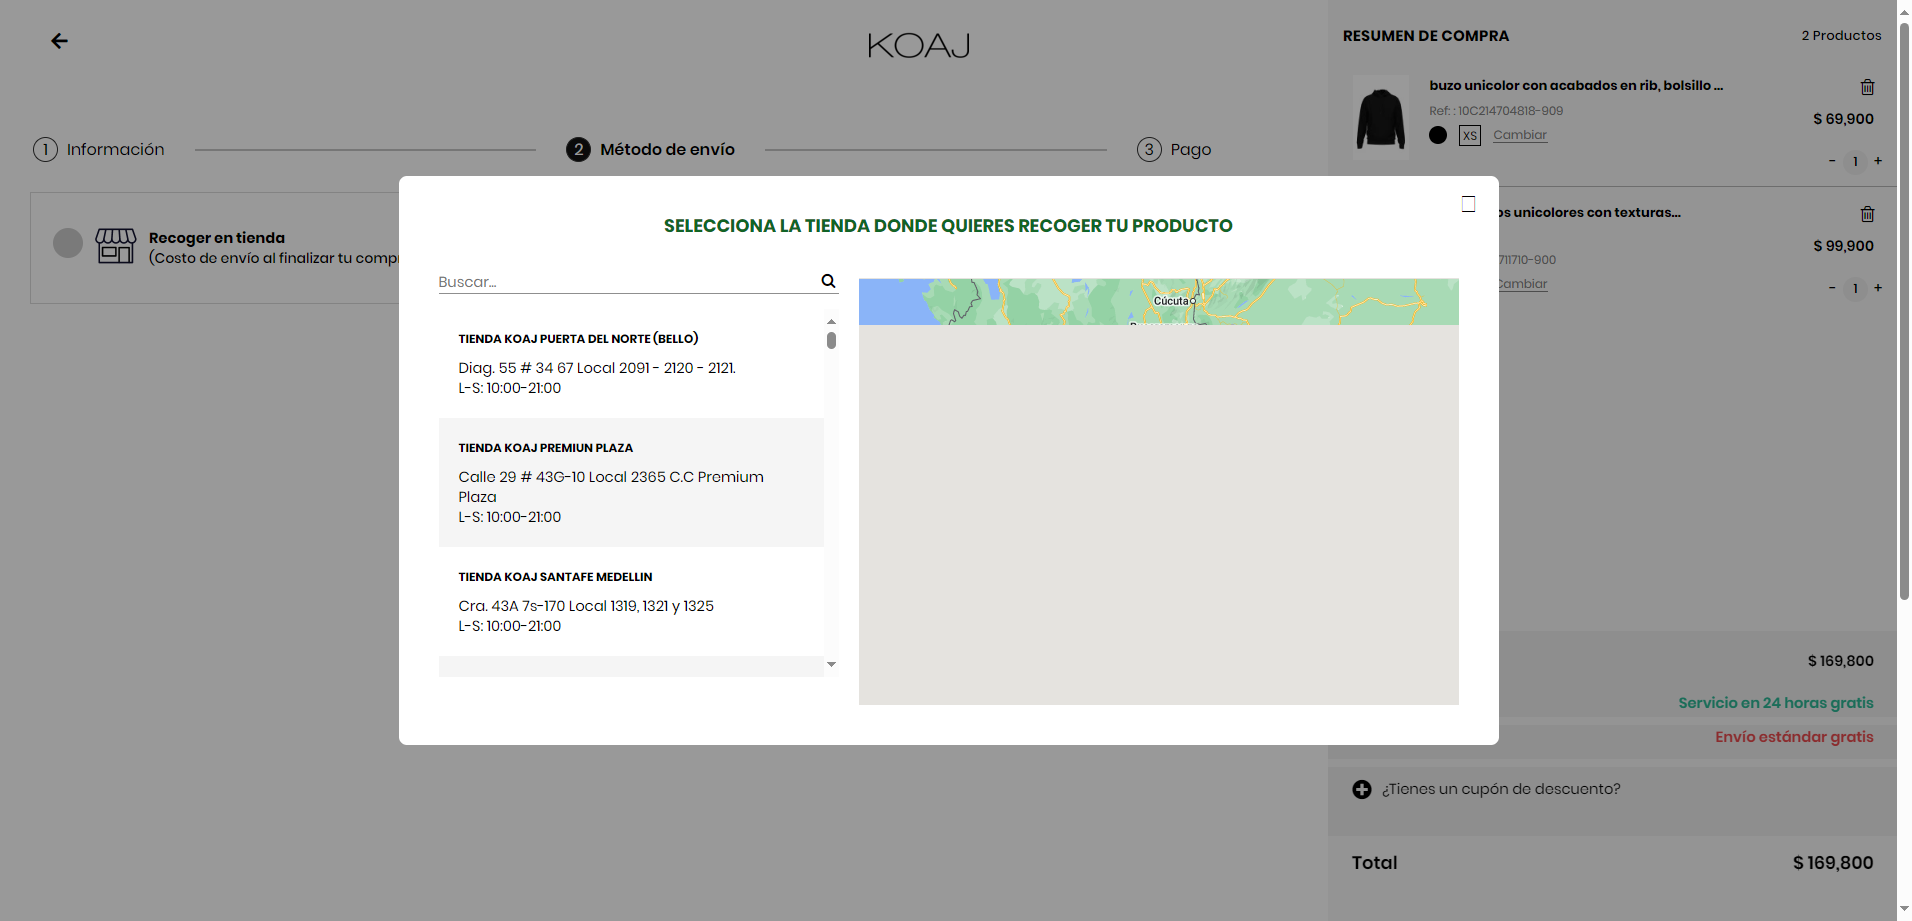 KOAJ
1 Información
2 Método de envío
3 Pago
Recoger en tienda
(Costo de envío al finalizar tu compr
SELECCIONA LA TIENDA DONDE QUIERES RECOGER TU PRODUCTO
Buscar...
TIENDA KOAJ PUERTA DEL NORTE (BELLO)
Diag. 55 # 34 67 Local 2091 - 2120 - 2121.
L-S: 10:00-21:00
TIENDA KOAJ PREMIUN PLAZA
Calle 29 # 43G-10 Local 2365 C.C Premium
Plaza
L-S: 10:00-21:00
TIENDA KOAJ SANTAFE MEDELLIN
Cra. 43A 7s-170 Local 1319, 1321 y 1325
L-S: 10:00-21:00
Cúcuta
RESUMEN DE COMPRA
2 Productos
buzo unicolor con acabados en rib, bolsillo ...
Ref: : 10C214704818-909
$ 69,900
XS Cambiar
- 1 +
os unicolores con texturas...
$ 99,900
711710-900
Cambiar
- 1 +
$ 169,800
Servicio en 24 horas gratis
Envío estándar gratis
¿Tienes un cupón de descuento?
Total
$ 169,800